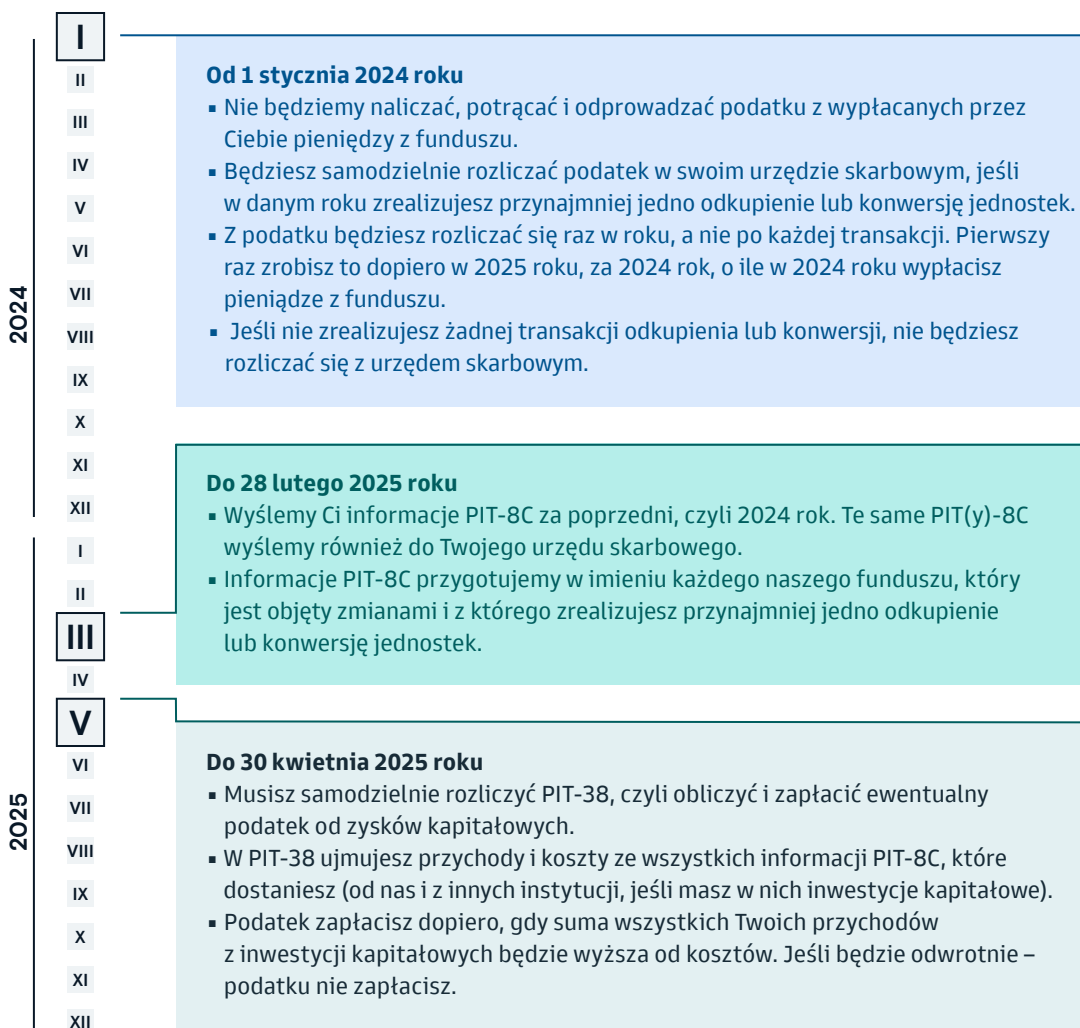 2024
I
II
III
IV
V
VI
VII
VIII
IX
X
XI
XII
2025
I
II
III
IV
V
VI
VII
VIII
IX
X
XI
XII
Od 1 stycznia 2024 roku
▪ Nie będziemy naliczać, potrącać i odprowadzać podatku z wypłacanych przez
Ciebie pieniędzy z funduszu.
▪ Będziesz samodzielnie rozliczać podatek w swoim urzędzie skarbowym, jeśli
w danym roku zrealizujesz przynajmniej jedno odkupienie lub konwersję jednostek.
▪ Z podatku będziesz rozliczać się raz w roku, a nie po każdej transakcji. Pierwszy
raz zrobisz to dopiero w 2025 roku, za 2024 rok, o ile w 2024 roku wypłacisz
pieniądze z funduszu.
▪ Jeśli nie zrealizujesz żadnej transakcji odkupienia lub konwersji, nie będziesz
rozliczać się z urzędem skarbowym.
Do 28 lutego 2025 roku
▪ Wyślemy Ci informacje PIT-8C za poprzedni, czyli 2024 rok. Te same PIT(y)-8C
wyślemy również do Twojego urzędu skarbowego.
▪ Informacje PIT-8C przygotujemy w imieniu każdego naszego funduszu, który
jest objęty zmianami i z którego zrealizujesz przynajmniej jedno odkupienie
lub konwersję jednostek.
Do 30 kwietnia 2025 roku
▪ Musisz samodzielnie rozliczyć PIT-38, czyli obliczyć i zapłacić ewentualny
podatek od zysków kapitałowych.
▪ W PIT-38 ujmujesz przychody i koszty ze wszystkich informacji PIT-8C, które
dostaniesz (od nas i z innych instytucji, jeśli masz w nich inwestycje kapitałowe).
▪ Podatek zapłacisz dopiero, gdy suma wszystkich Twoich przychodów
z inwestycji kapitałowych będzie wyższa od kosztów. Jeśli będzie odwrotnie –
podatku nie zapłacisz.